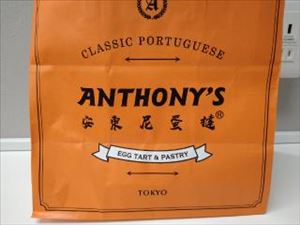 A
CLASSIC PORTUGUESE
ANTHONY'S
安東尼蛋撻®
EGG TART & PASTRY
TOKYO